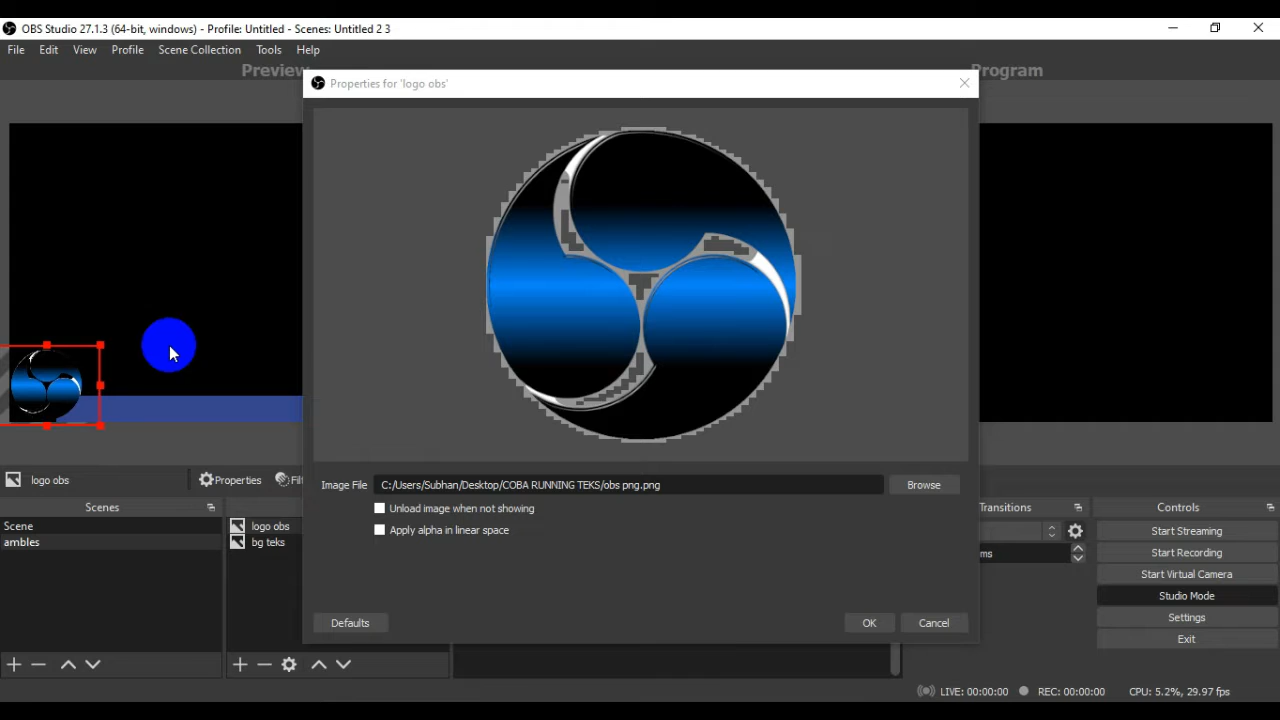 OBS Studio 27.1.3 (64-bit, windows) - Profile: Untitled - Scenes: Untitled 2 3
File Edit View Profile Scene Collection Tools Help
Preview
Program
Properties for 'logo obs'
Image File C:/Users/Subhan/Desktop/COBA RUNNING TEKS/obs png.png Browse
Unload image when not showing
Apply alpha in linear space
Defaults OK Cancel
logo obs Properties
Scenes
Scene
ambles
logo obs
bg teks
Transitions
ms
Controls
Start Streaming
Start Recording
Start Virtual Camera
Studio Mode
Settings
Exit
LIVE: 00:00:00 REC: 00:00:00 CPU: 5.2%, 29.97 fps